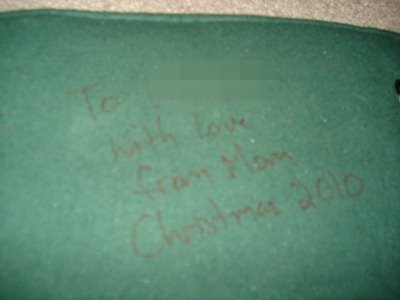 To
with love
from Mom
Christmas 2010